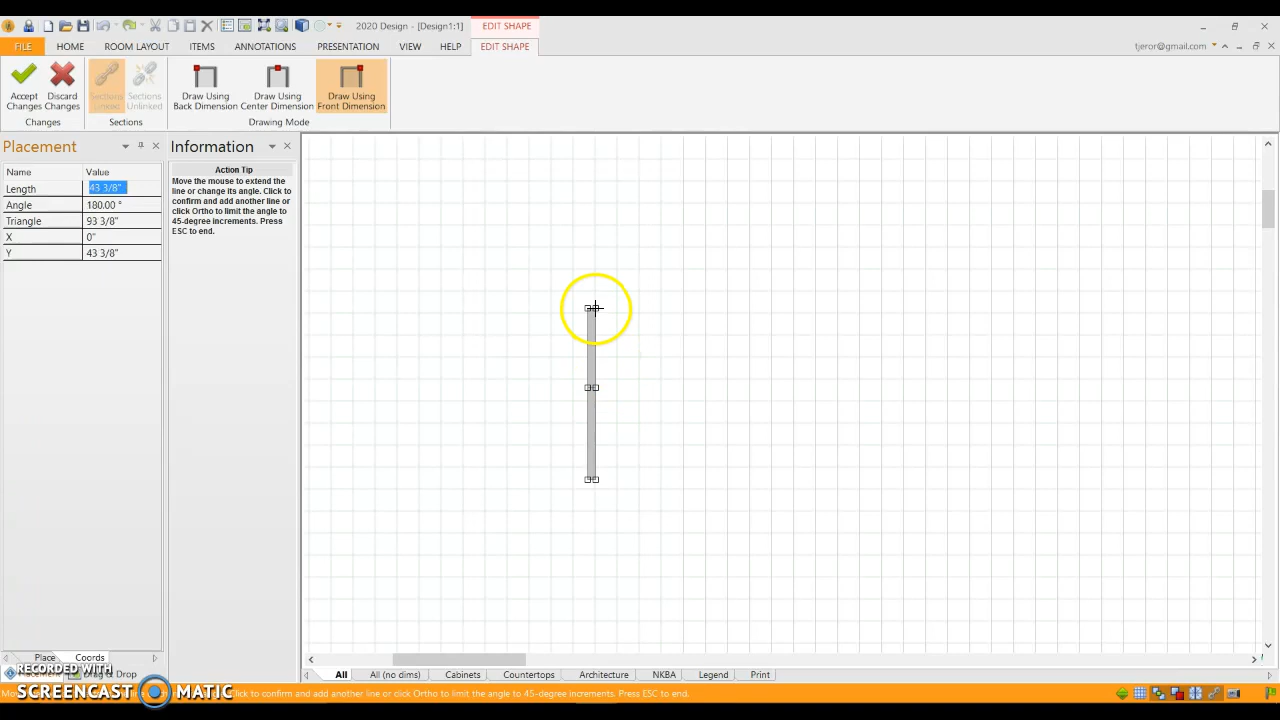 2020 Design - [Design1:1]
EDIT SHAPE
FILE HOME ROOM LAYOUT ITEMS ANNOTATIONS PRESENTATION VIEW HELP EDIT SHAPE
tjeror@gmail.com
Accept Changes
Discard Changes
Sections Linked
Sections Unlinked
Draw Using Back Dimension
Draw Using Center Dimension
Draw Using Front Dimension
Changes Sections Drawing Mode
Placement
Name Value
Length 43 3/8"
Angle 180.00 °
Triangle 93 3/8"
X 0"
Y 43 3/8"
Information
Action Tip
Move the mouse to extend the
line or change its angle. Click to
confirm and add another line or
click Ortho to limit the angle to
45-degree increments. Press
ESC to end.
Place Coords
RECORDED WITH
SCREENCAST MATIC
All All (no dims) Cabinets Countertops Architecture NKBA Legend Print
Click to confirm and add another line or click Ortho to limit the angle to 45-degree increments. Press ESC to end.